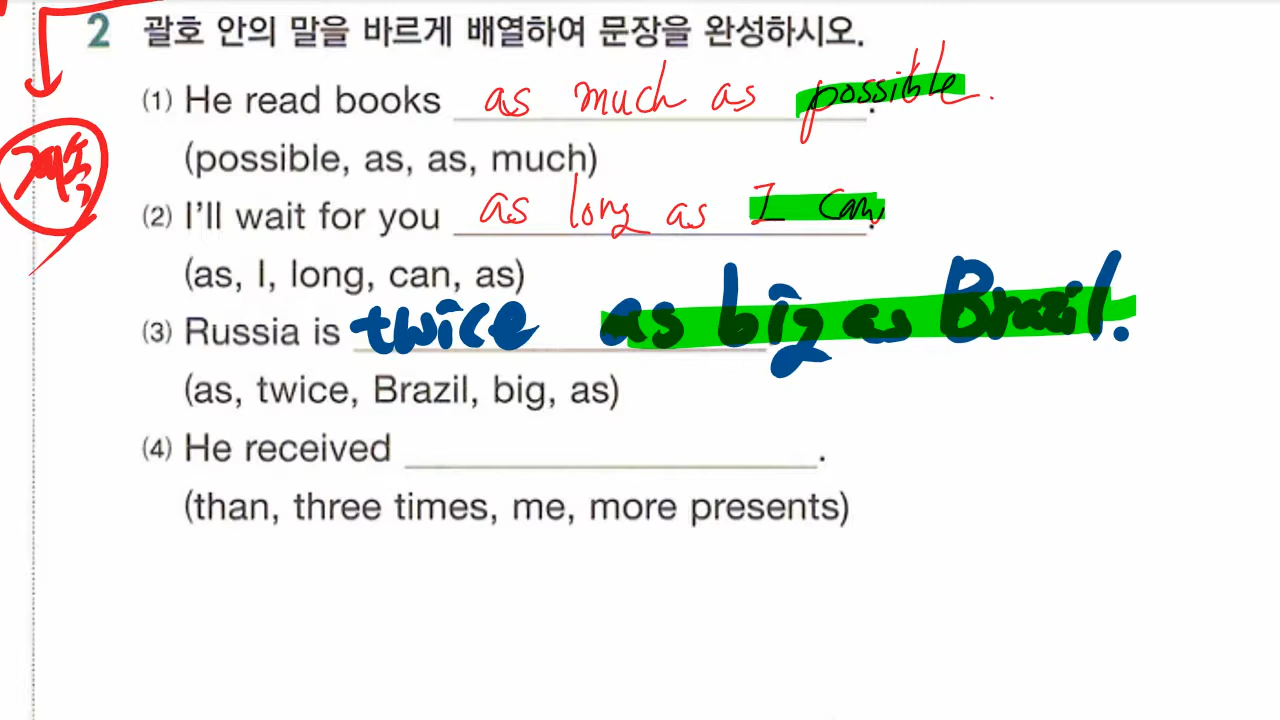 2 괄호 안의 말을 바르게 배열하여 문장을 완성하시오.
(1) He read books as much as possible.
(possible, as, as, much)
계속
(2) I'll wait for you as long as I can.
(as, I, long, can, as)
(3) Russia is twice as big as Brazil.
(as, twice, Brazil, big, as)
(4) He received ____________.
(than, three times, me, more presents)